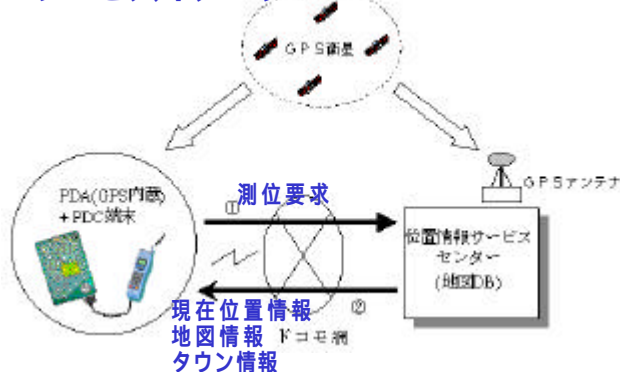 GPS衛星
GPSアンテナ
PDA(GPS内蔵)
+PDC端末
測位要求
①
位置情報サービス
センター
(地図DB)
現在位置情報
地図情報
タウン情報
②
ドコモ網